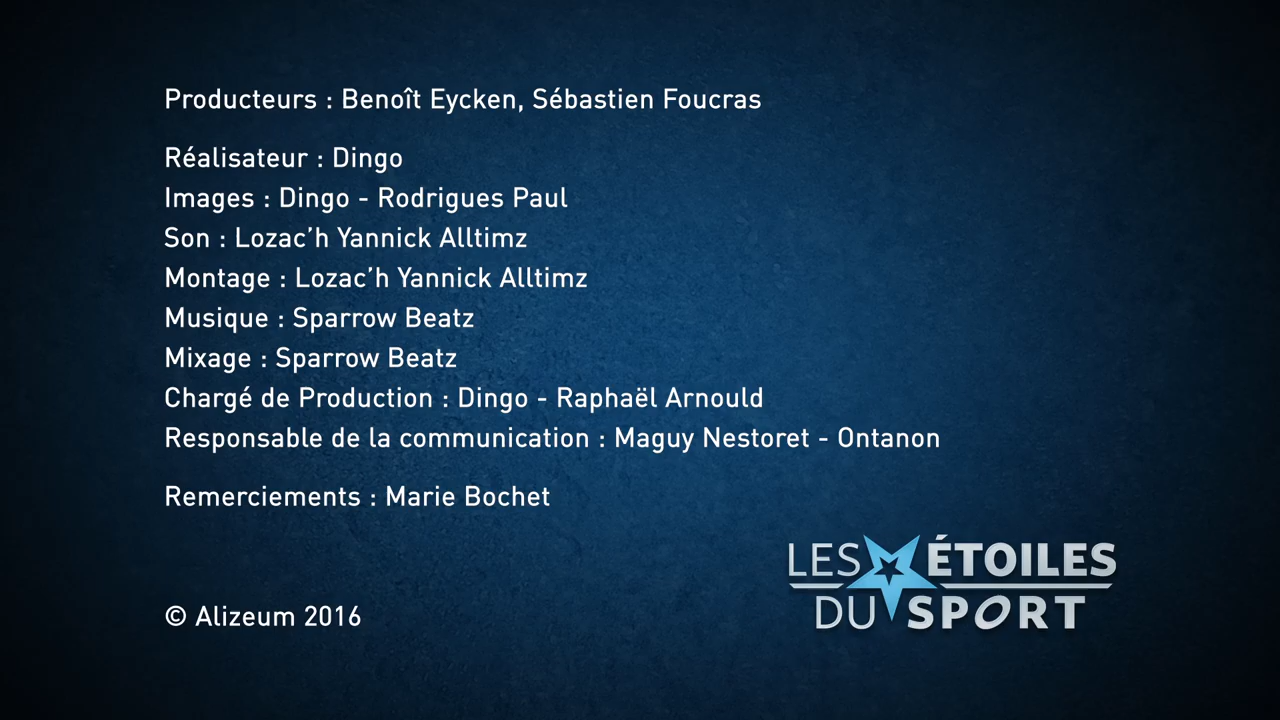 Producteurs : Benoît Eycken, Sébastien Foucras
Réalisateur : Dingo
Images : Dingo - Rodrigues Paul
Son : Lozac’h Yannick Alltimz
Montage : Lozac’h Yannick Alltimz
Musique : Sparrow Beatz
Mixage : Sparrow Beatz
Chargé de Production : Dingo - Raphaël Arnould
Responsable de la communication : Maguy Nestoret - Ontanon
Remerciements : Marie Bochet
LES ÉTOILES
DU SPORT
© Alizeum 2016